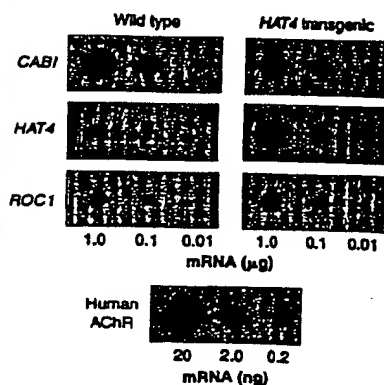 Wild type HAT4 transgenic
CABI
HAT4
ROC1
1.0 0.1 0.01 1.0 0.1 0.01
mRNA (μg)
Human
AChR
20 2.0 0.2
mRNA (ng)